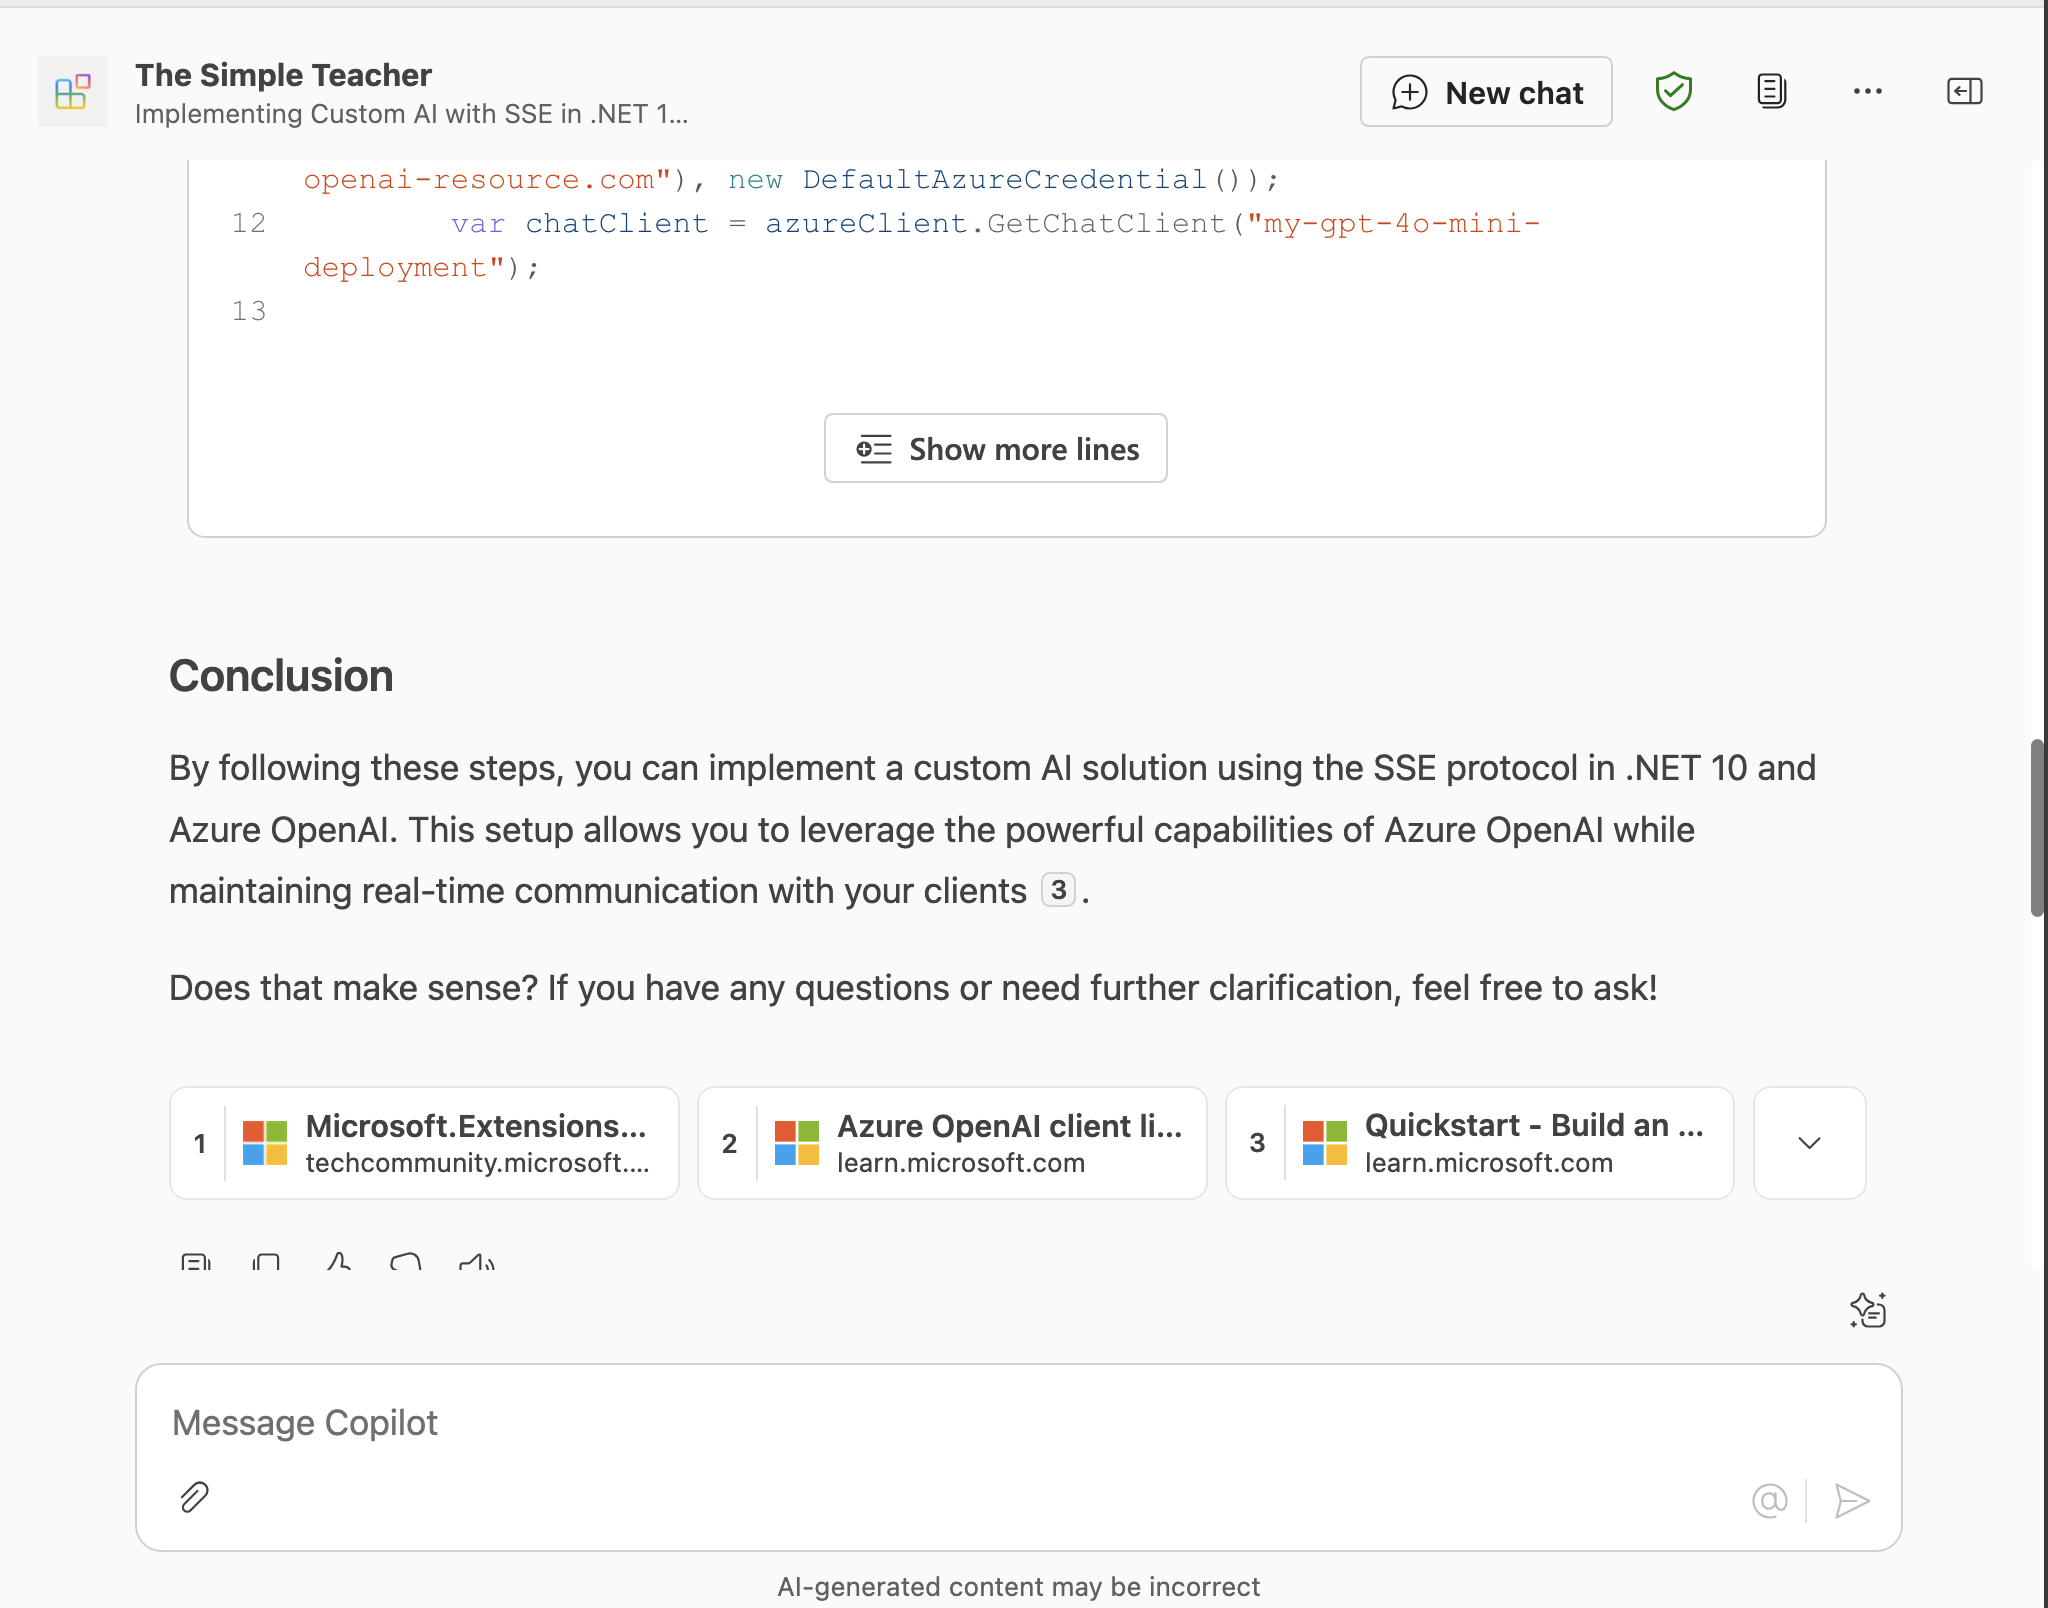 The Simple Teacher
Implementing Custom AI with SSE in .NET 1...
New chat
openai-resource.com"), new DefaultAzureCredential());
12 var chatClient = azureClient.GetChatClient("my-gpt-4o-mini-
deployment");
13
Show more lines
Conclusion
By following these steps, you can implement a custom AI solution using the SSE protocol in .NET 10 and
Azure OpenAI. This setup allows you to leverage the powerful capabilities of Azure OpenAI while
maintaining real-time communication with your clients 3 .
Does that make sense? If you have any questions or need further clarification, feel free to ask!
1 Microsoft.Extensions...
techcommunity.microsoft....
2 Azure OpenAI client li...
learn.microsoft.com
3 Quickstart - Build an ...
learn.microsoft.com
Message Copilot
@
AI-generated content may be incorrect